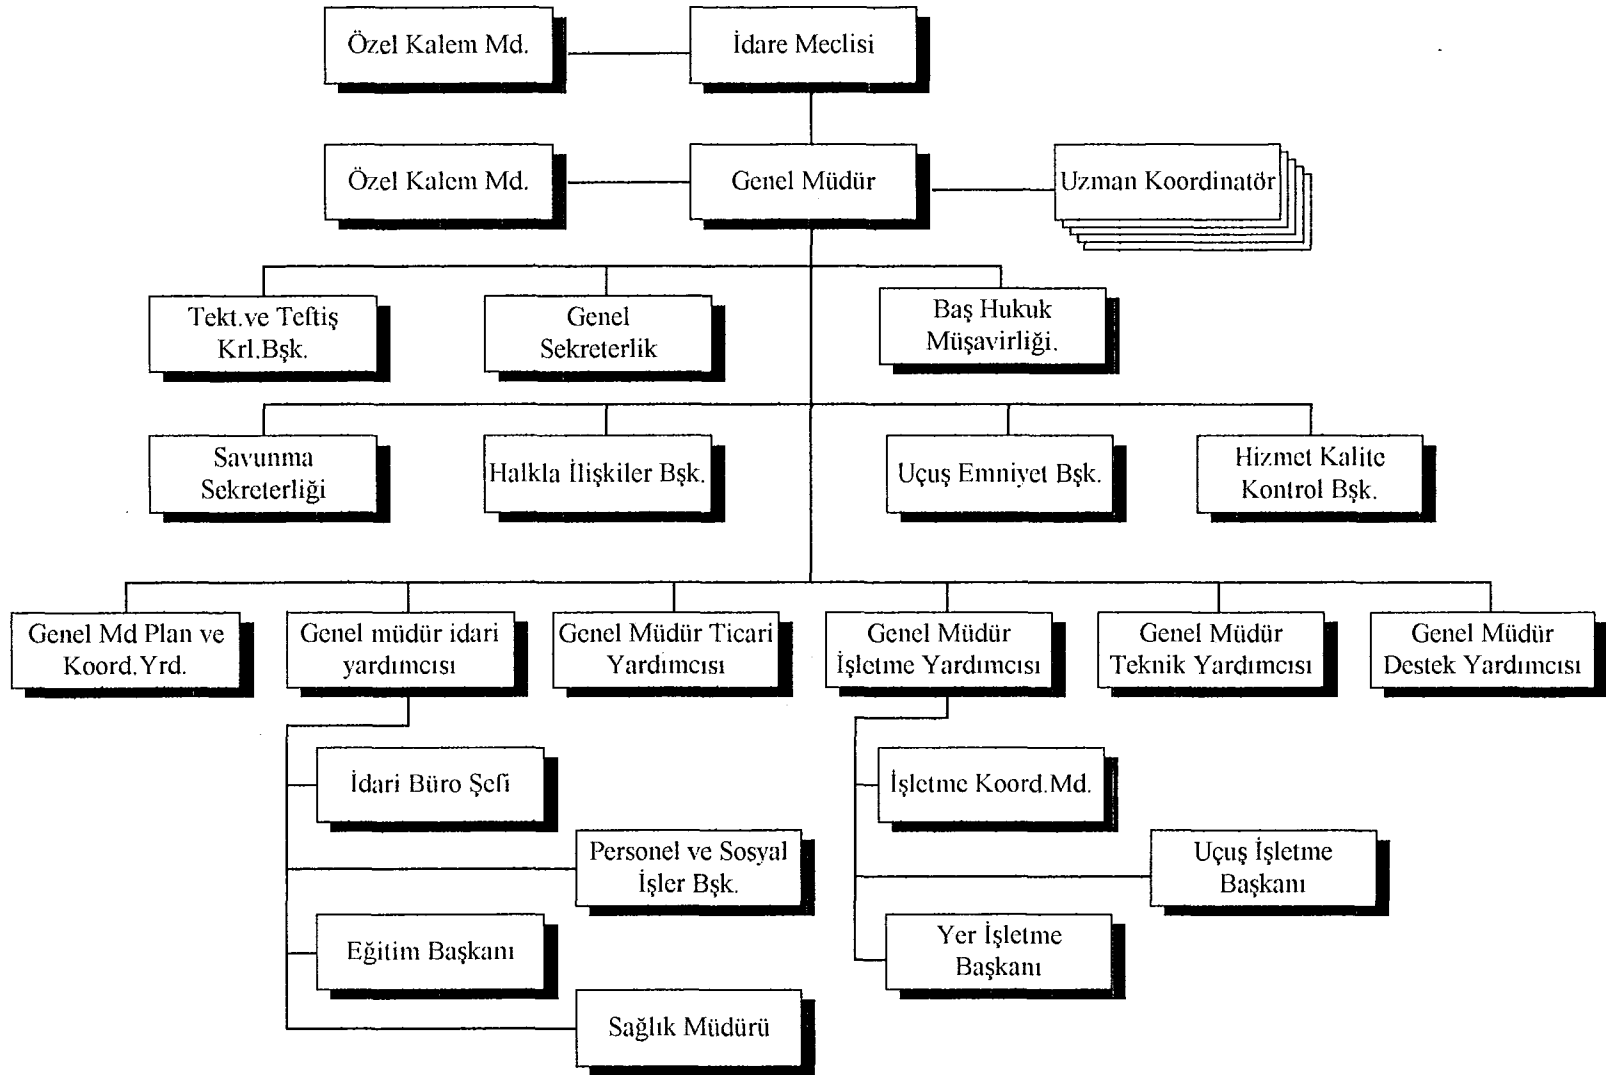 Özel Kalem Md.
İdare Meclisi
Özel Kalem Md.
Genel Müdür
Uzman Koordinatör
Tekt.ve Teftiş
Krl.Bşk.
Genel
Sekreterlik
Baş Hukuk
Müşavirliği.
Savunma
Sekreterliği
Halkla İlişkiler Bşk.
Uçuş Emniyet Bşk.
Hizmet Kalite
Kontrol Bşk.
Genel Md Plan ve
Koord.Yrd.
Genel müdür idari
yardımcısı
Genel Müdür Ticari
Yardımcısı
Genel Müdür
İşletme Yardımcısı
Genel Müdür
Teknik Yardımcısı
Genel Müdür
Destek Yardımcısı
İdari Büro Şefi
İşletme Koord.Md.
Personel ve Sosyal
İşler Bşk.
Uçuş İşletme
Başkanı
Eğitim Başkanı
Yer İşletme
Başkanı
Sağlık Müdürü